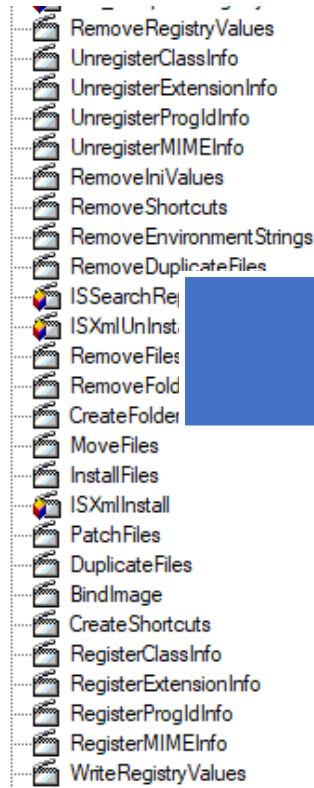 RemoveRegistryValues
UnregisterClassInfo
UnregisterExtensionInfo
UnregisterProgIdInfo
UnregisterMIMEInfo
RemoveIniValues
RemoveShortcuts
RemoveEnvironmentStrings
RemoveDuplicateFiles
RemoveFiles
MoveFiles
InstallFiles
ISXmlInstall
PatchFiles
DuplicateFiles
BindImage
CreateShortcuts
RegisterClassInfo
RegisterExtensionInfo
RegisterProgIdInfo
RegisterMIMEInfo
WriteRegistryValues